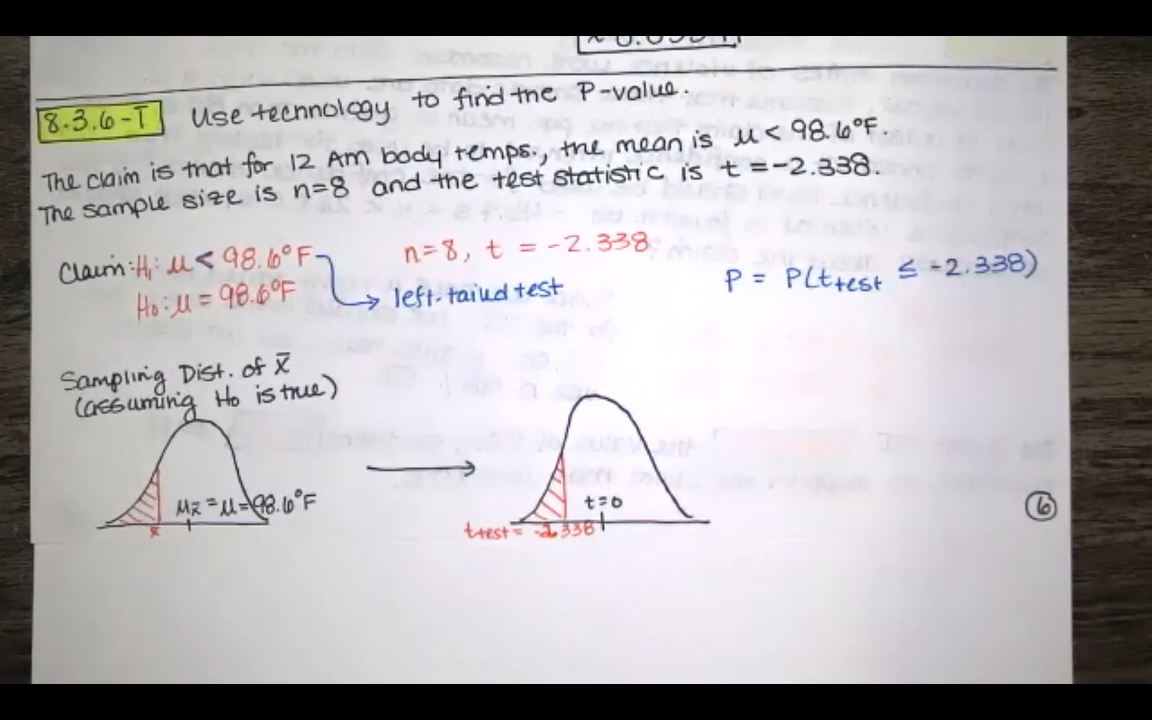 8.3.6-T Use technology to find the P-value.
The claim is that for 12 Am body temps., the mean is μ < 98.6°F.
The sample size is n=8 and the test statistic is t = -2.338.
Claim: H₁: μ < 98.6°F
H₀: μ = 98.6°F
left-tailed test
n=8, t = -2.338
P = P(t_test ≤ -2.338)
Sampling Dist. of x̄
(assuming H₀ is true)
μx̄ = μ = 98.6°F
x̄
t=0
t_test = -2.338
6